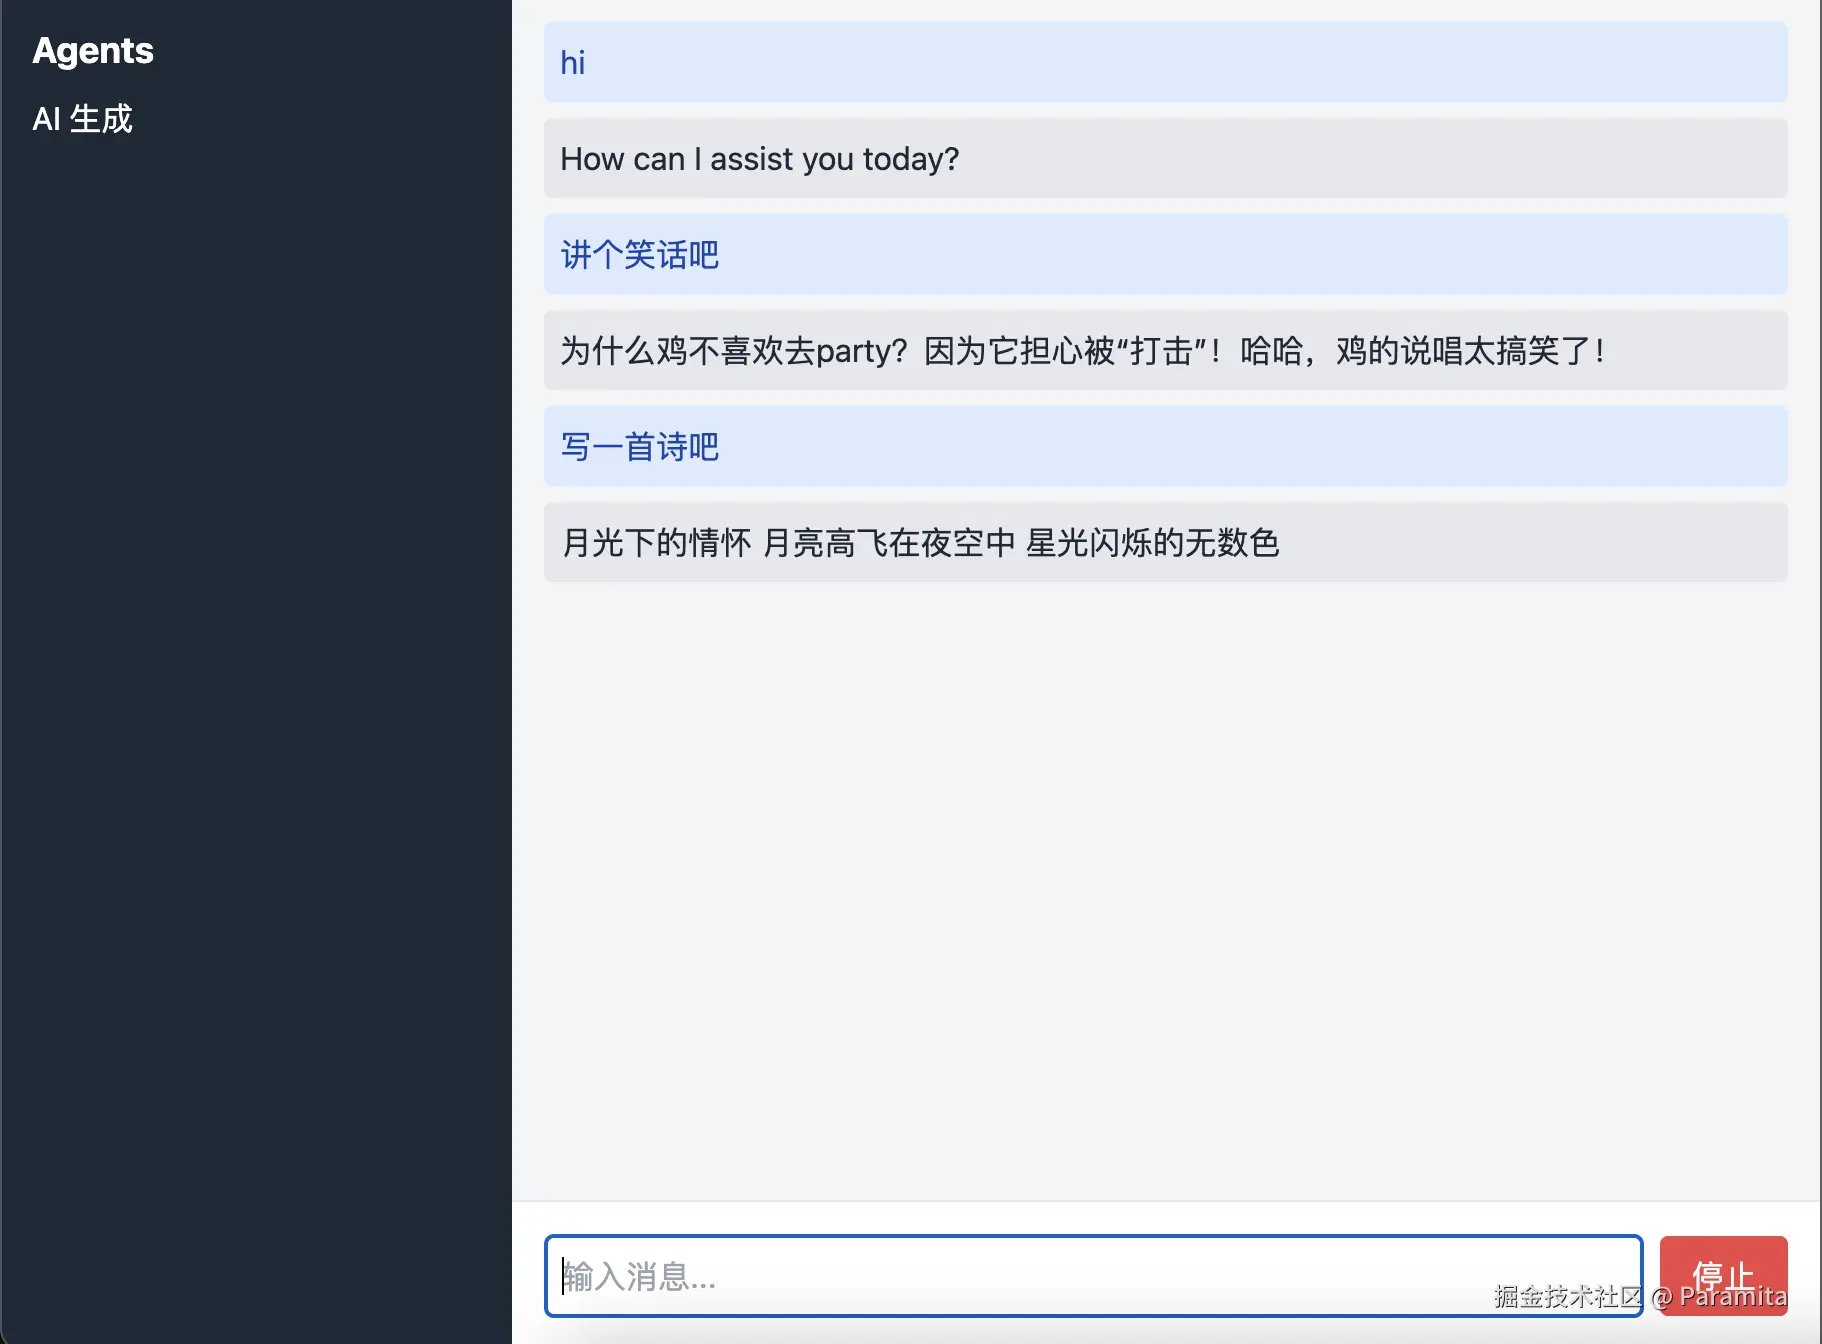 Agents
AI 生成
hi
How can I assist you today?
讲个笑话吧
为什么鸡不喜欢去party？因为它担心被“打击”！哈哈，鸡的说唱太搞笑了！
写一首诗吧
月光下的情怀 月亮高飞在夜空中 星光闪烁的无数色
输入消息...
停止
掘金技术社区 @ Paramita